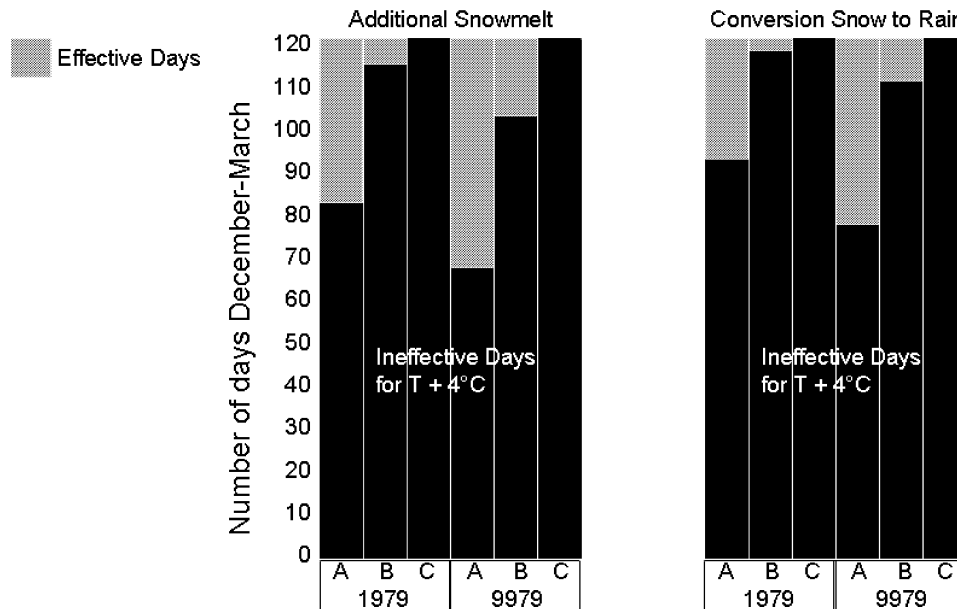 Additional Snowmelt
Conversion Snow to Rain
Effective Days
Number of days December-March
120
110
100
90
80
70
60
50
40
30
20
10
0
Ineffective Days
for T + 4°C
Ineffective Days
for T + 4°C
A B C A B C
1979 9979
A B C A B C
1979 9979